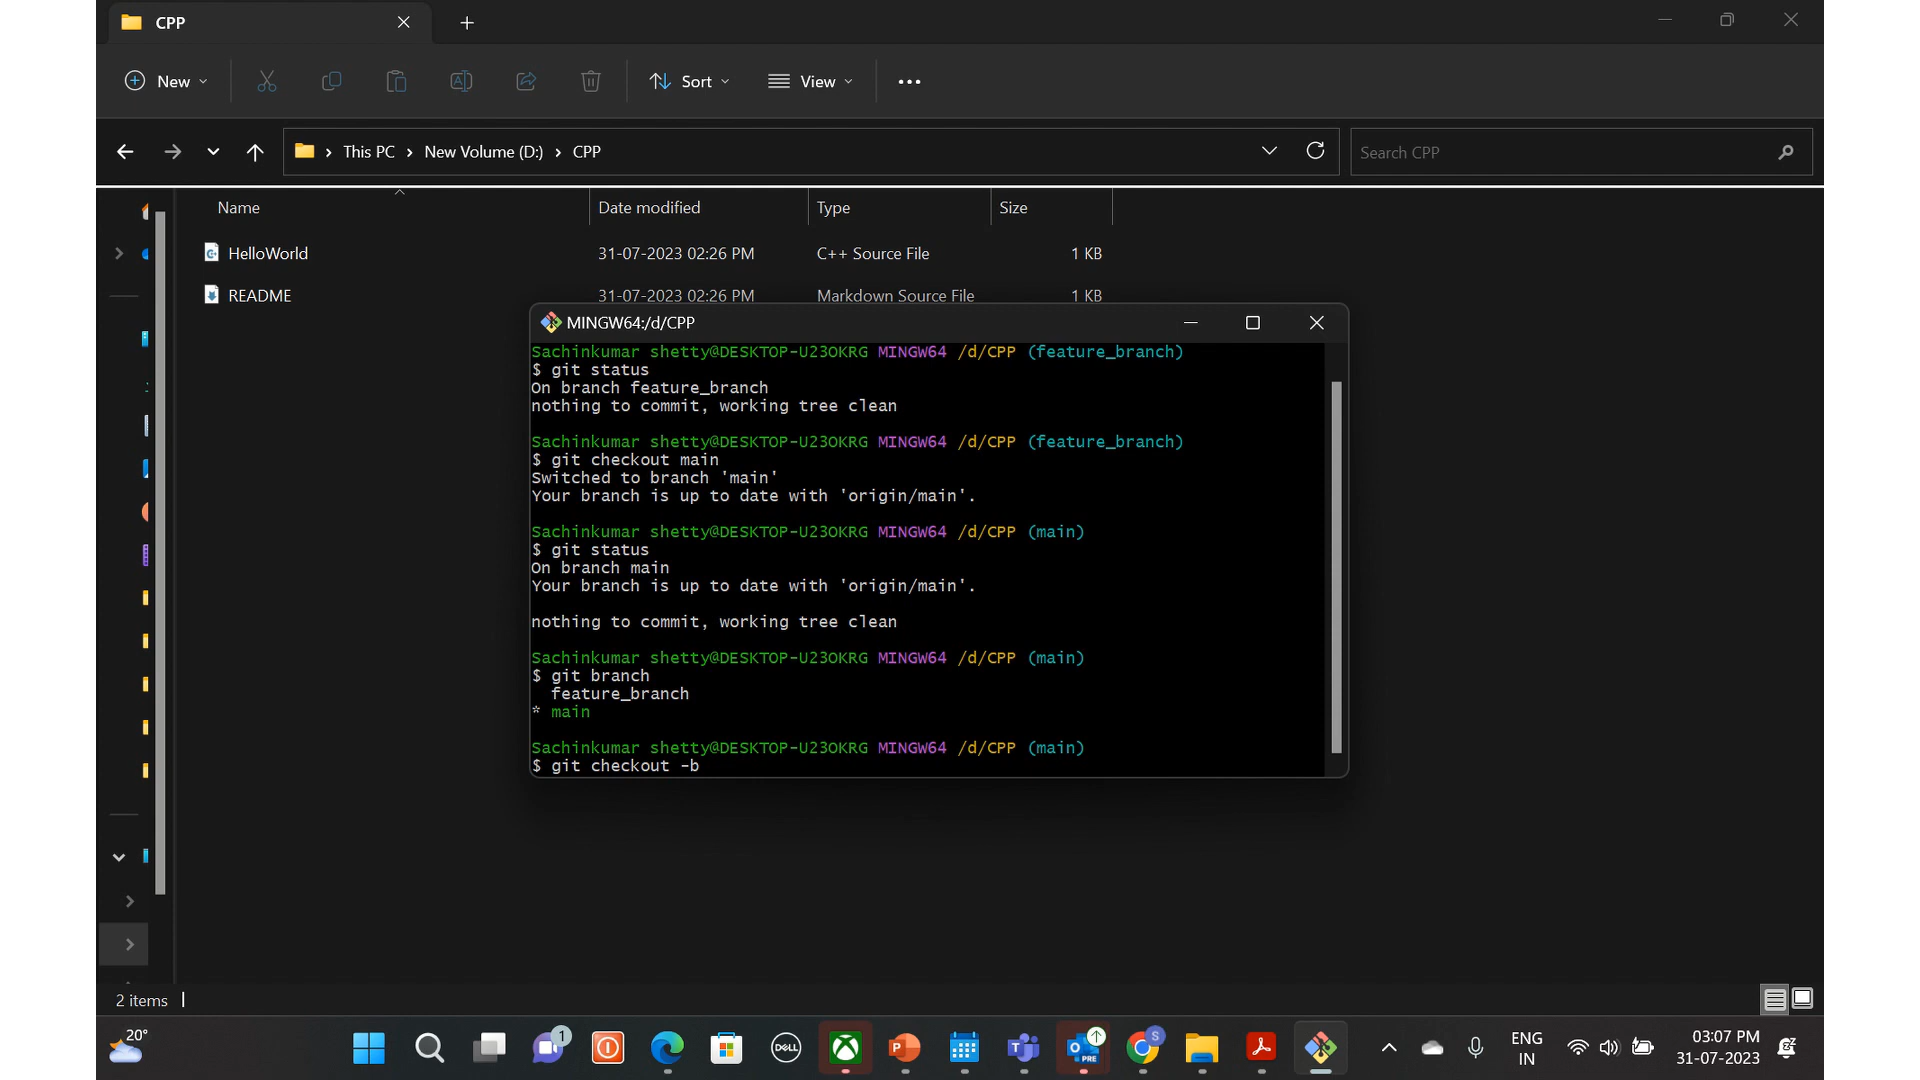 CPP
New
Sort
View
This PC
New Volume (D:)
CPP
Search CPP
Name
Date modified
Type
Size
HelloWorld
31-07-2023 02:26 PM
C++ Source File
1 KB
README
31-07-2023 02:26 PM
Markdown Source File
1 KB
MINGW64:/d/CPP
Sachinkumar shetty@DESKTOP-U23OKRG MINGW64 /d/CPP (feature_branch)
$ git status
On branch feature_branch
nothing to commit, working tree clean
Sachinkumar shetty@DESKTOP-U23OKRG MINGW64 /d/CPP (feature_branch)
$ git checkout main
Switched to branch 'main'
Your branch is up to date with 'origin/main'.
Sachinkumar shetty@DESKTOP-U23OKRG MINGW64 /d/CPP (main)
$ git status
On branch main
Your branch is up to date with 'origin/main'.
nothing to commit, working tree clean
Sachinkumar shetty@DESKTOP-U23OKRG MINGW64 /d/CPP (main)
$ git branch
feature_branch
* main
Sachinkumar shetty@DESKTOP-U23OKRG MINGW64 /d/CPP (main)
$ git checkout -b
2 items
20°
1
DELL
P
T
PRE
S
ENG
IN
03:07 PM
31-07-2023